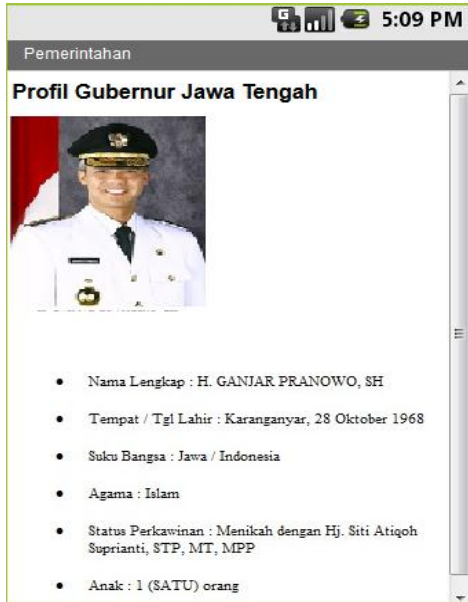 5:09 PM
Pemerintahan
Profil Gubernur Jawa Tengah
• Nama Lengkap : H. GANJAR PRANOWO, SH
• Tempat / Tgl Lahir : Karanganyar, 28 Oktober 1968
• Suku Bangsa : Jawa / Indonesia
• Agama : Islam
• Status Perkawinan : Menikah dengan Hj. Siti Atiqoh
Suprianti, STP, MT, MPP
• Anak : 1 (SATU) orang